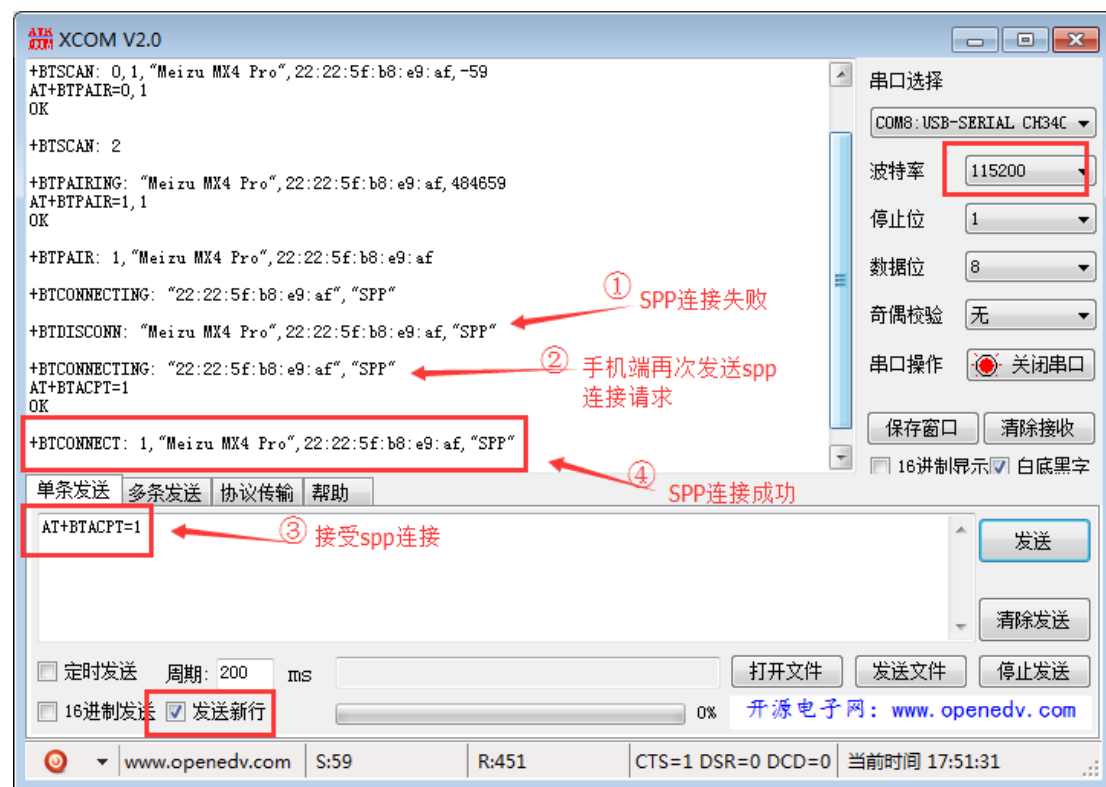 ATK COM XCOM V2.0
+BTSCAN: 0,1,"Meizu MX4 Pro",22:22:5f:b8:e9:af,-59
AT+BTPAIR=0,1
OK
+BTSCAN: 2
+BTPAIRING: "Meizu MX4 Pro",22:22:5f:b8:e9:af,484659
AT+BTPAIR=1,1
OK
+BTPAIR: 1,"Meizu MX4 Pro",22:22:5f:b8:e9:af
+BTCONNECTING: "22:22:5f:b8:e9:af","SPP"
+BTDISCONN: "Meizu MX4 Pro",22:22:5f:b8:e9:af,"SPP"
+BTCONNECTING: "22:22:5f:b8:e9:af","SPP"
AT+BTACPT=1
OK
+BTCONNECT: 1,"Meizu MX4 Pro",22:22:5f:b8:e9:af,"SPP"
① SPP连接失败
② 手机端再次发送spp
连接请求
④ SPP连接成功
串口选择
COM8:USB-SERIAL CH340
波特率 115200
停止位 1
数据位 8
奇偶校验 无
串口操作 关闭串口
保存窗口 清除接收
16进制显示 白底黑字
单条发送 多条发送 协议传输 帮助
AT+BTACPT=1
③ 接受spp连接
发送
清除发送
定时发送 周期: 200 ms 打开文件 发送文件 停止发送
16进制发送 发送新行 0% 开源电子网: www.openedv.com
www.openedv.com S:59 R:451 CTS=1 DSR=0 DCD=0 当前时间 17:51:31